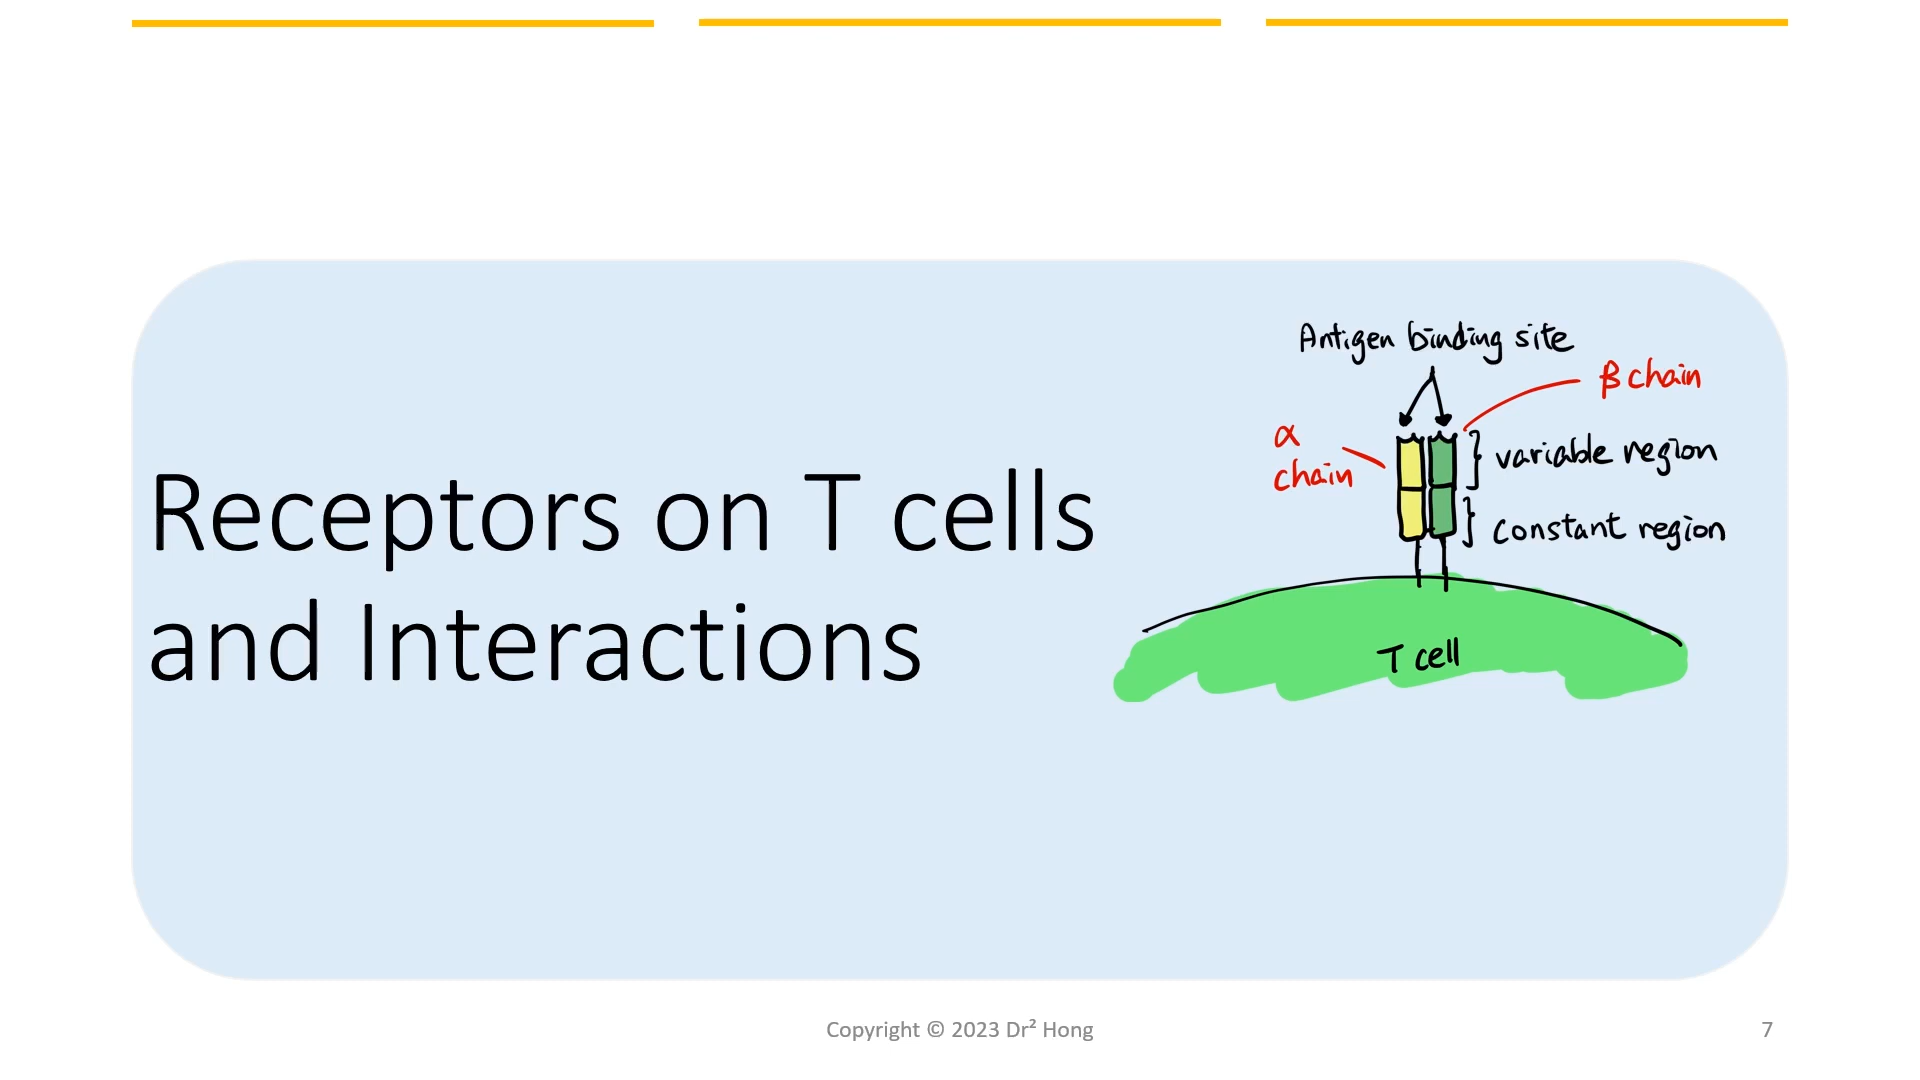 Receptors on T cells
and Interactions
Antigen binding site
β chain
α
chain
variable region
constant region
T cell
Copyright © 2023 Dr² Hong
7